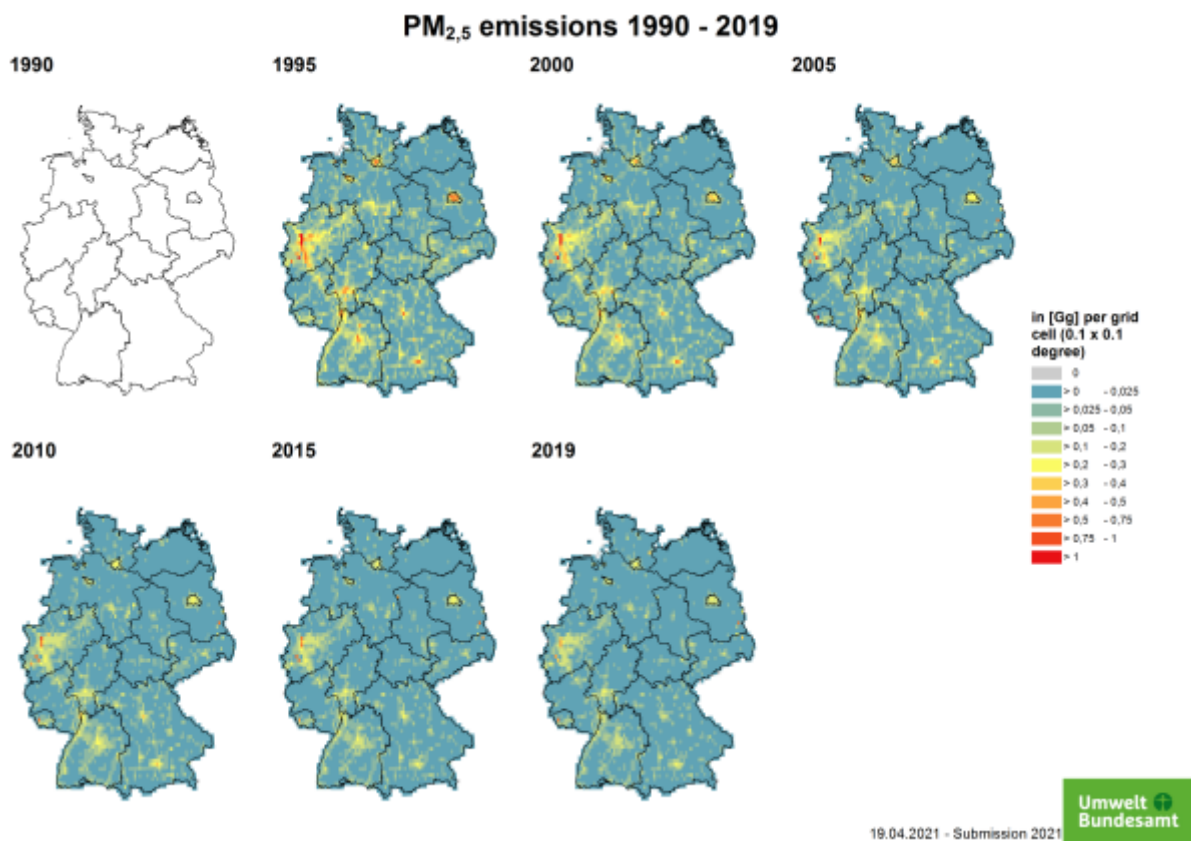 PM2,5 emissions 1990 - 2019
1990
1995
2000
2005
in [Gg] per grid
cell (0.1 x 0.1
degree)
0
> 0 - 0,025
> 0,025 - 0,05
> 0,05 - 0,1
> 0,1 - 0,2
> 0,2 - 0,3
> 0,3 - 0,4
> 0,4 - 0,5
> 0,5 - 0,75
> 0,75 - 1
> 1
2010
2015
2019
19.04.2021 - Submission 2021
Umwelt
Bundesamt